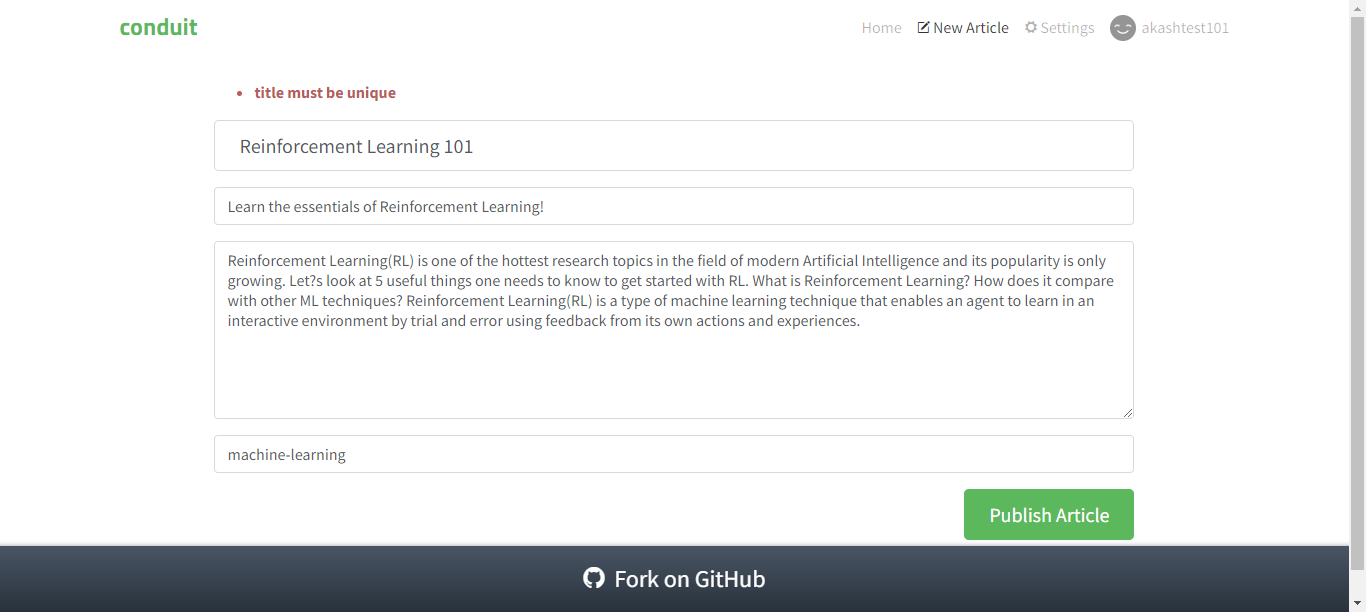 conduit
Home New Article Settings akashtest101
title must be unique
Reinforcement Learning 101
Learn the essentials of Reinforcement Learning!
Reinforcement Learning(RL) is one of the hottest research topics in the field of modern Artificial Intelligence and its popularity is only
growing. Let?s look at 5 useful things one needs to know to get started with RL. What is Reinforcement Learning? How does it compare
with other ML techniques? Reinforcement Learning(RL) is a type of machine learning technique that enables an agent to learn in an
interactive environment by trial and error using feedback from its own actions and experiences.
machine-learning
Publish Article
Fork on GitHub